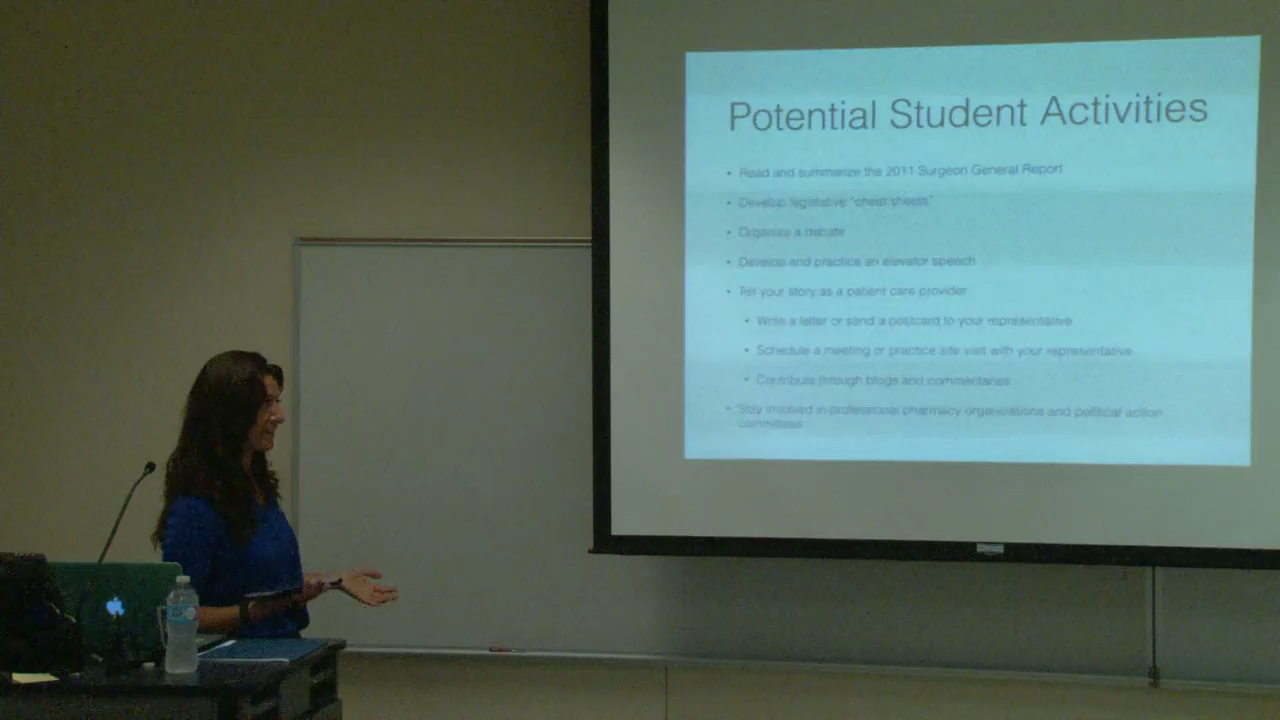 Potential Student Activities
• Read and summarize the 2011 Surgeon General Report
• Develop legislative "cheat sheets"
• Organize a debate
• Develop and practice an elevator speech
• Tell your story as a patient care provider
• Write a letter or send a postcard to your representative
• Schedule a meeting or practice site visit with your representative
• Contribute through blogs and commentaries
• Stay involved in professional pharmacy organizations and political action
committees